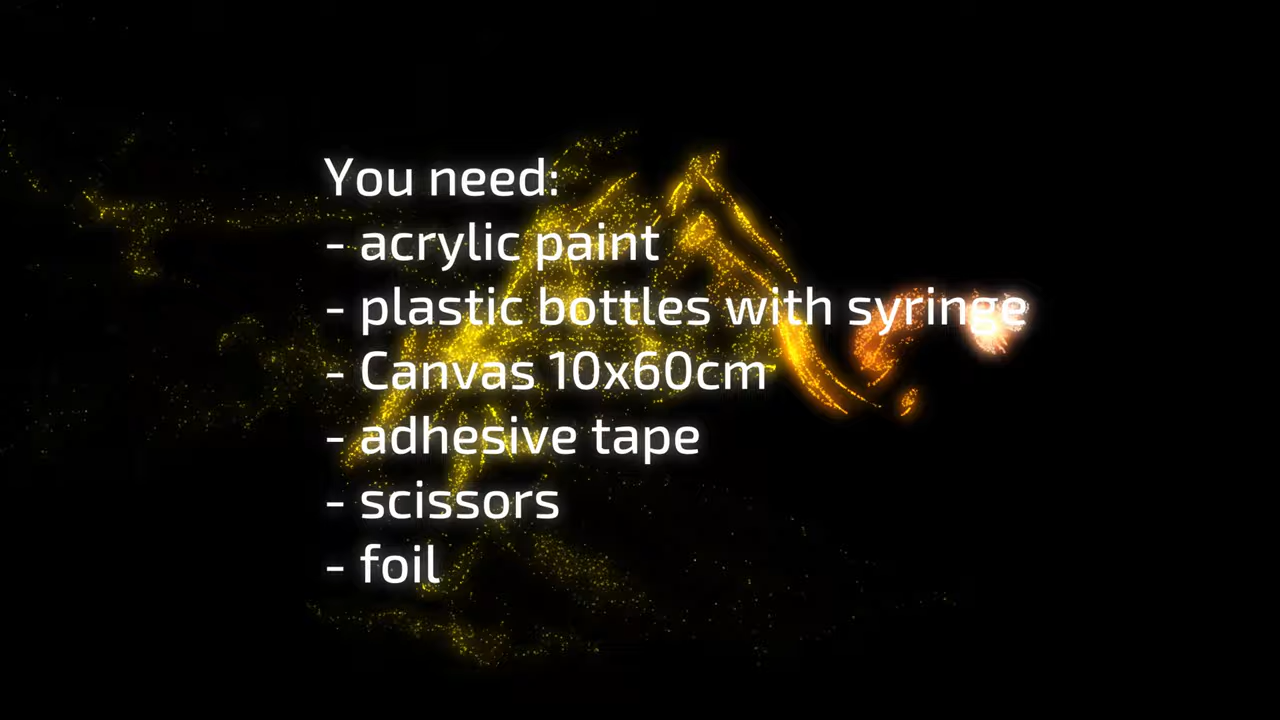 You need:
- acrylic paint
- plastic bottles with syringe
- Canvas 10x60cm
- adhesive tape
- scissors
- foil